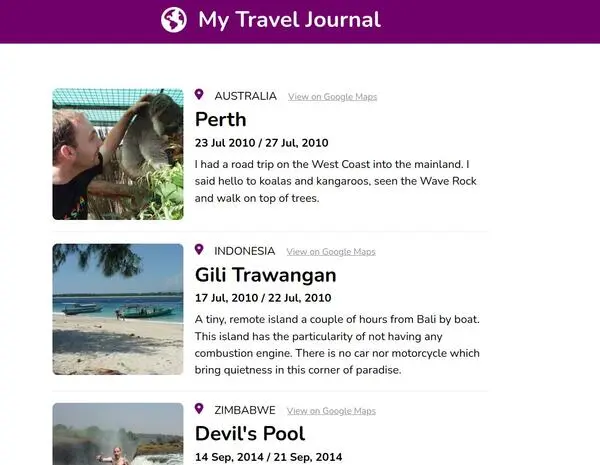 My Travel Journal
AUSTRALIA View on Google Maps
Perth
23 Jul 2010 / 27 Jul, 2010
I had a road trip on the West Coast into the mainland. I
said hello to koalas and kangaroos, seen the Wave Rock
and walk on top of trees.
INDONESIA View on Google Maps
Gili Trawangan
17 Jul, 2010 / 22 Jul, 2010
A tiny, remote island a couple of hours from Bali by boat.
This island has the particularity of not having any
combustion engine. There is no car nor motorcycle which
bring quietness in this corner of paradise.
ZIMBABWE View on Google Maps
Devil's Pool
14 Sep, 2014 / 21 Sep, 2014